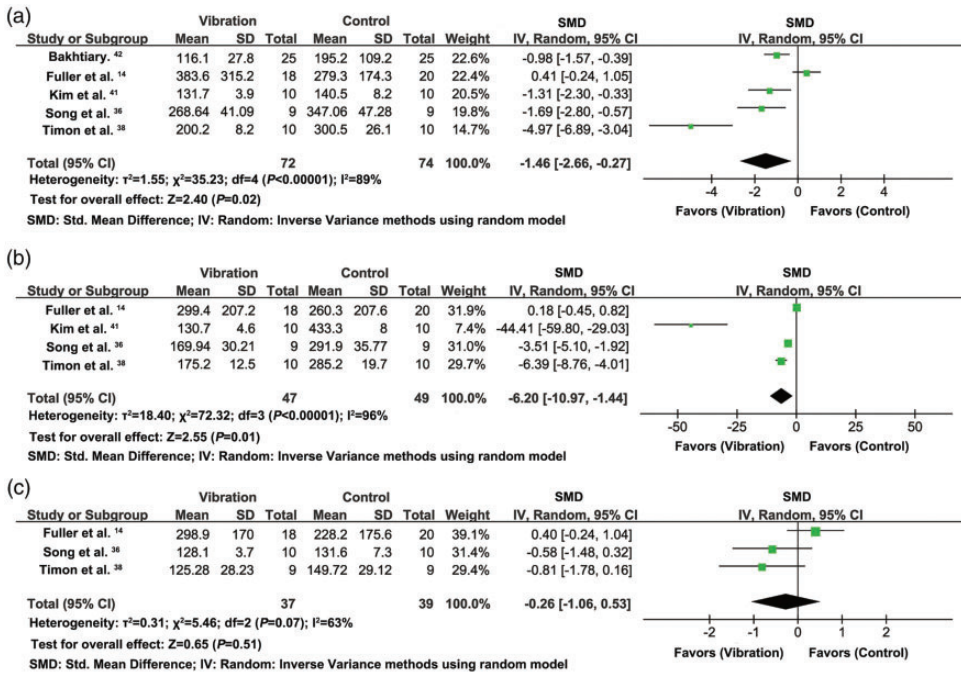 (a)
Vibration Control SMD SMD
Study or Subgroup Mean SD Total Mean SD Total Weight IV, Random, 95% CI IV, Random, 95% CI
Bakhtiary. 42 116.1 27.8 25 195.2 109.2 25 22.6% -0.98 [-1.57, -0.39]
Fuller et al. 14 383.6 315.2 18 279.3 174.3 20 22.4% 0.41 [-0.24, 1.05]
Kim et al. 41 131.7 3.9 10 140.5 8.2 10 20.5% -1.31 [-2.30, -0.33]
Song et al. 36 268.64 41.09 9 347.06 47.28 9 19.8% -1.69 [-2.80, -0.57]
Timon et al. 38 200.2 8.2 10 300.5 26.1 10 14.7% -4.97 [-6.89, -3.04]
Total (95% CI) 72 74 100.0% -1.46 [-2.66, -0.27]
Heterogeneity: τ²=1.55; χ²=35.23; df=4 (P<0.00001); I²=89%
Test for overall effect: Z=2.40 (P=0.02)
SMD: Std. Mean Difference; IV: Random: Inverse Variance methods using random model
-4 -2 0 2 4
Favors (Vibration) Favors (Control)
(b)
Vibration Control SMD SMD
Study or Subgroup Mean SD Total Mean SD Total Weight IV, Random, 95% CI IV, Random, 95% CI
Fuller et al. 14 299.4 207.2 18 260.3 207.6 20 31.9% 0.18 [-0.45, 0.82]
Kim et al. 41 130.7 4.6 10 433.3 8 10 7.4% -44.41 [-59.80, -29.03]
Song et al. 36 169.94 30.21 9 291.9 35.77 9 31.0% -3.51 [-5.10, -1.92]
Timon et al. 38 175.2 12.5 10 285.2 19.7 10 29.7% -6.39 [-8.76, -4.01]
Total (95% CI) 47 49 100.0% -6.20 [-10.97, -1.44]
Heterogeneity: τ²=18.40; χ²=72.32; df=3 (P<0.00001); I²=96%
Test for overall effect: Z=2.55 (P=0.01)
SMD: Std. Mean Difference; IV: Random: Inverse Variance methods using random model
-50 -25 0 25 50
Favors (Vibration) Favors (Control)
(c)
Vibration Control SMD SMD
Study or Subgroup Mean SD Total Mean SD Total Weight IV, Random, 95% CI IV, Random, 95% CI
Fuller et al. 14 298.9 170 18 228.2 175.6 20 39.1% 0.40 [-0.24, 1.04]
Song et al. 36 128.1 3.7 10 131.6 7.3 10 31.4% -0.58 [-1.48, 0.32]
Timon et al. 38 125.28 28.23 9 149.72 29.12 9 29.4% -0.81 [-1.78, 0.16]
Total (95% CI) 37 39 100.0% -0.26 [-1.06, 0.53]
Heterogeneity: τ²=0.31; χ²=5.46; df=2 (P=0.07); I²=63%
Test for overall effect: Z=0.65 (P=0.51)
SMD: Std. Mean Difference; IV: Random: Inverse Variance methods using random model
-2 -1 0 1 2
Favors (Vibration) Favors (Control)